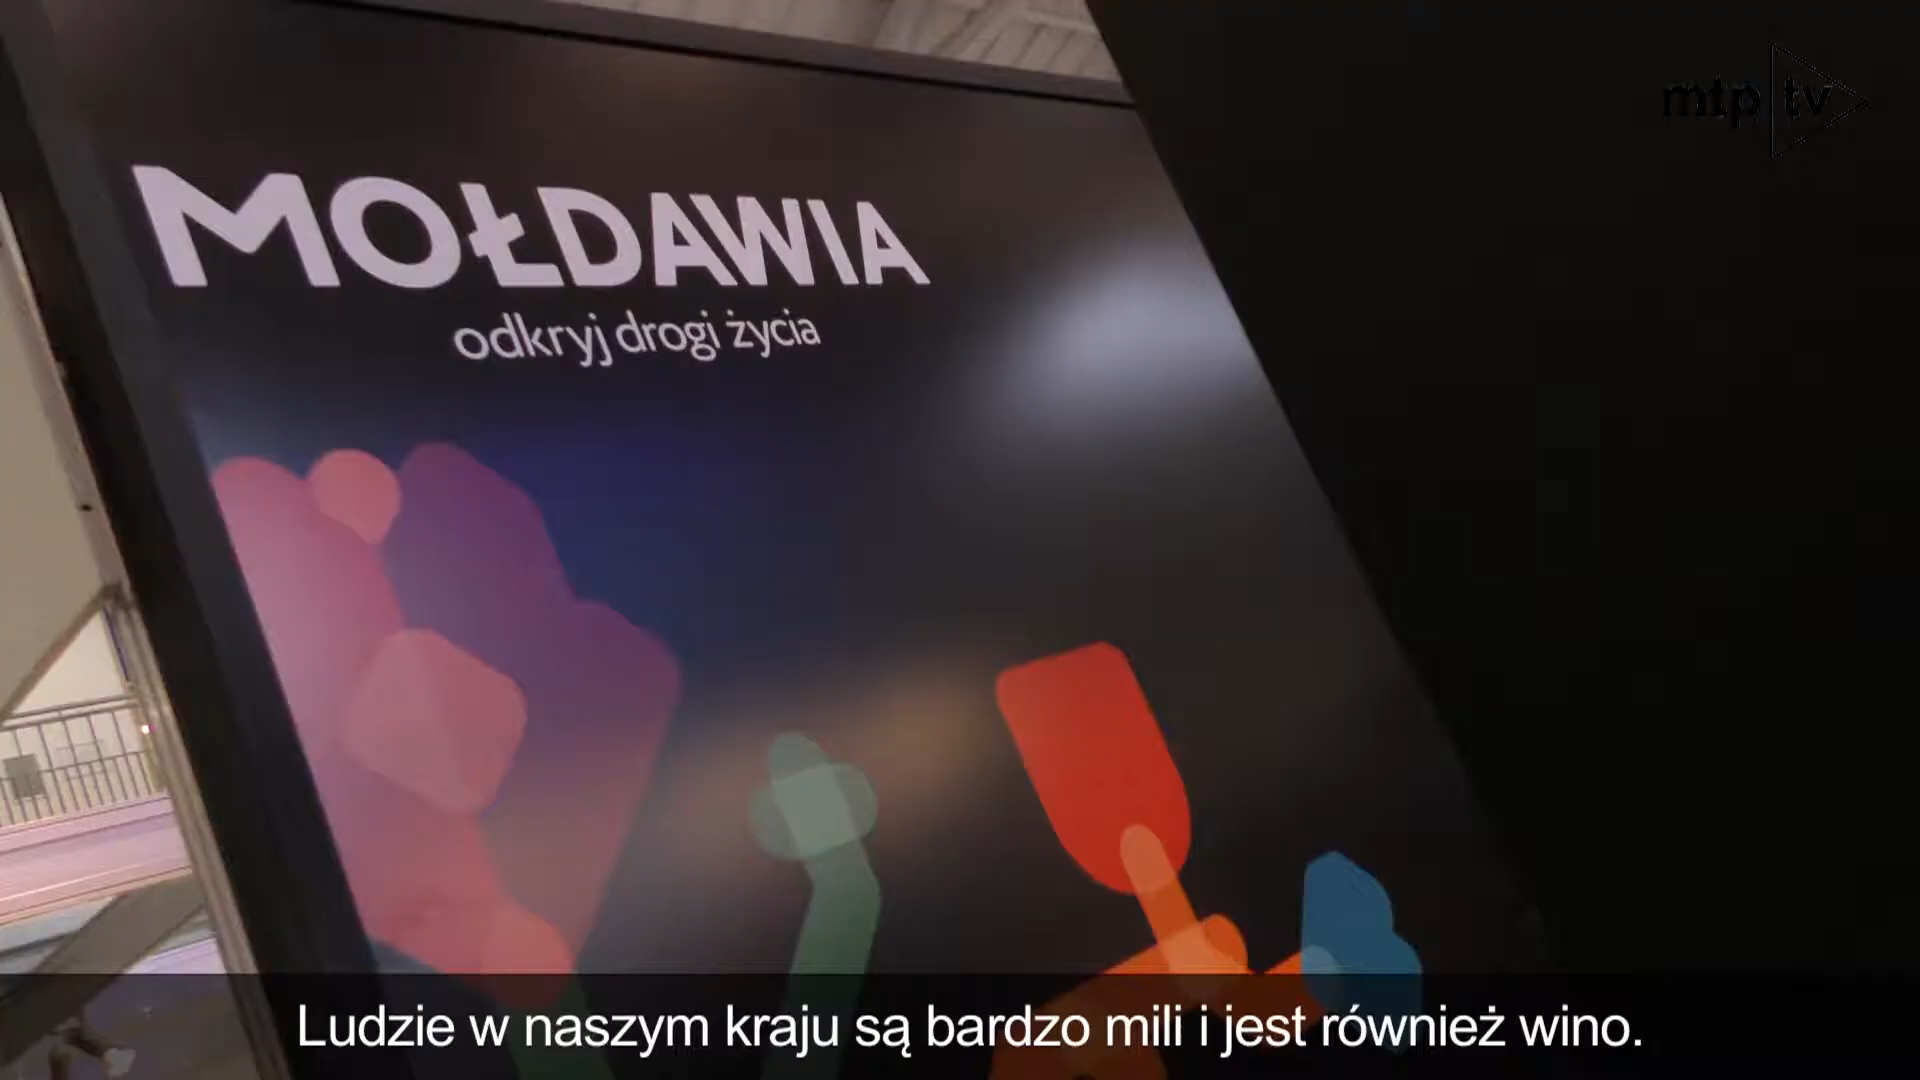 mtp tv
MOŁDAWIA
odkryj drogi życia
Ludzie w naszym kraju są bardzo mili i jest również wino.